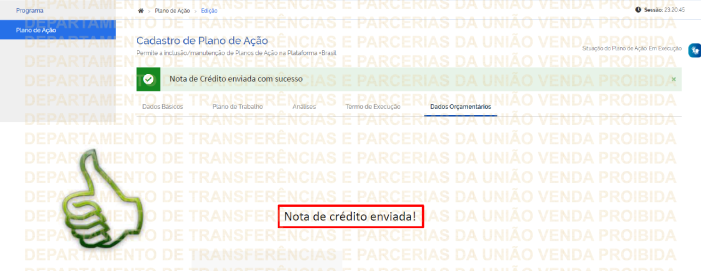 Programa
Plano de Ação
Plano de Ação
Edição
Sessão: 23:20:45
Cadastro de Plano de Ação
Permite a inclusão/manutenção de Planos de Ação na Plataforma +Brasil
Situação do Plano de Ação: Em Execução
Nota de Crédito enviada com sucesso
×
Dados Básicos
Plano de Trabalho
Análises
Termo de Execução
Dados Orçamentários
Nota de crédito enviada!
DEPARTAMENTO DE TRANSFERÊNCIAS E PARCERIAS DA UNIÃO VENDA PROIBIDA